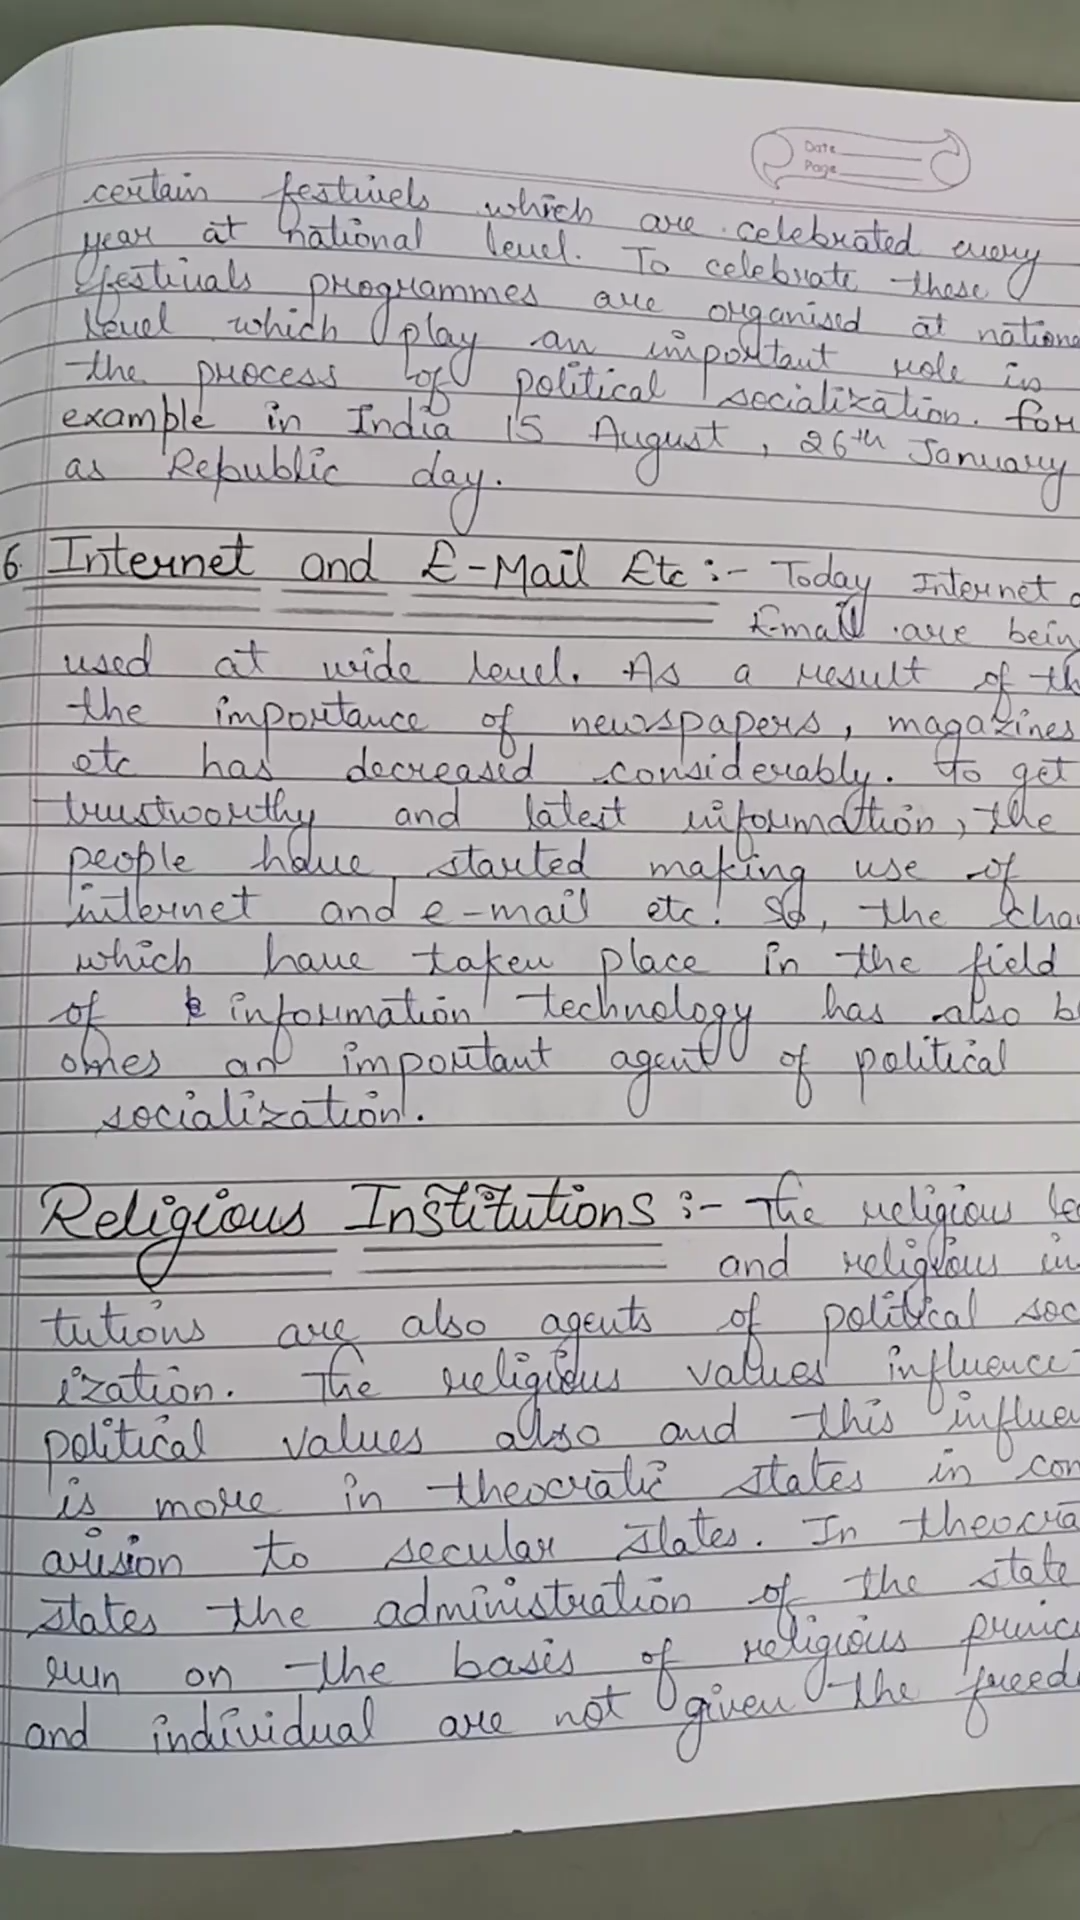 Date
Page
certain festivels which are celebrated every
year at national level. To celebrate these
festivals programmes are organised at nationa
level which play an important role in
the process of political socialization. for
example in India 15 August, 26th January
as Republic day.
6. Internet and E-Mail Etc :- Today Internet
E-mail are being
used at wide level. As a result of th
the importance of newspapers, magazines
etc has decreased considerably. To get
trustworthy and latest information, the
people have started making use of
internet and e-mail etc. So, the cha
which have taken place in the field
of information technology has also b
omes an important agent of political
socialization.
Religious Institutions :- The religious le
and religious in
tutions are also agents of political soc
ization. The religious values influence
political values also and this influen
is more in theocratic states in com
arision to secular states. In theocra
states the administration of the state
run on the basis of religious princ
and individual are not given the freed